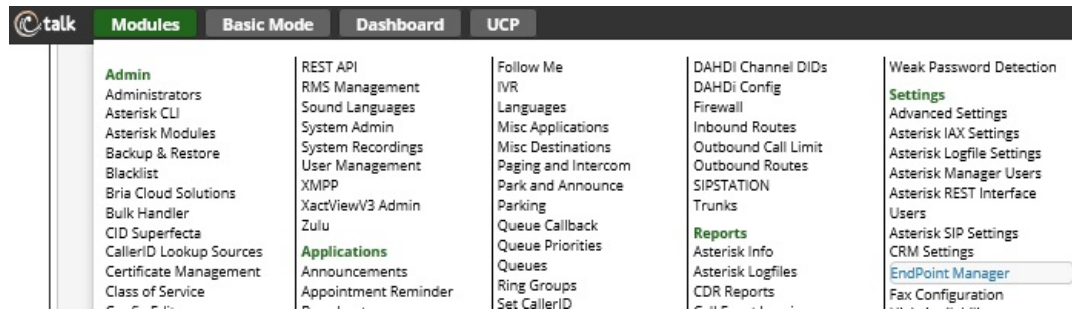 talk Modules Basic Mode Dashboard UCP
Admin
Administrators
Asterisk CLI
Asterisk Modules
Backup & Restore
Blacklist
Bria Cloud Solutions
Bulk Handler
CID Superfecta
CallerID Lookup Sources
Certificate Management
Class of Service
REST API
RMS Management
Sound Languages
System Admin
System Recordings
User Management
XMPP
XactViewV3 Admin
Zulu
Applications
Announcements
Appointment Reminder
Follow Me
IVR
Languages
Misc Applications
Misc Destinations
Paging and Intercom
Park and Announce
Parking
Queue Callback
Queue Priorities
Queues
Ring Groups
Set CallerID
DAHDI Channel DIDs
DAHDi Config
Firewall
Inbound Routes
Outbound Call Limit
Outbound Routes
SIPSTATION
Trunks
Reports
Asterisk Info
Asterisk Logfiles
CDR Reports
Weak Password Detection
Settings
Advanced Settings
Asterisk IAX Settings
Asterisk Logfile Settings
Asterisk Manager Users
Asterisk REST Interface
Users
Asterisk SIP Settings
CRM Settings
EndPoint Manager
Fax Configuration